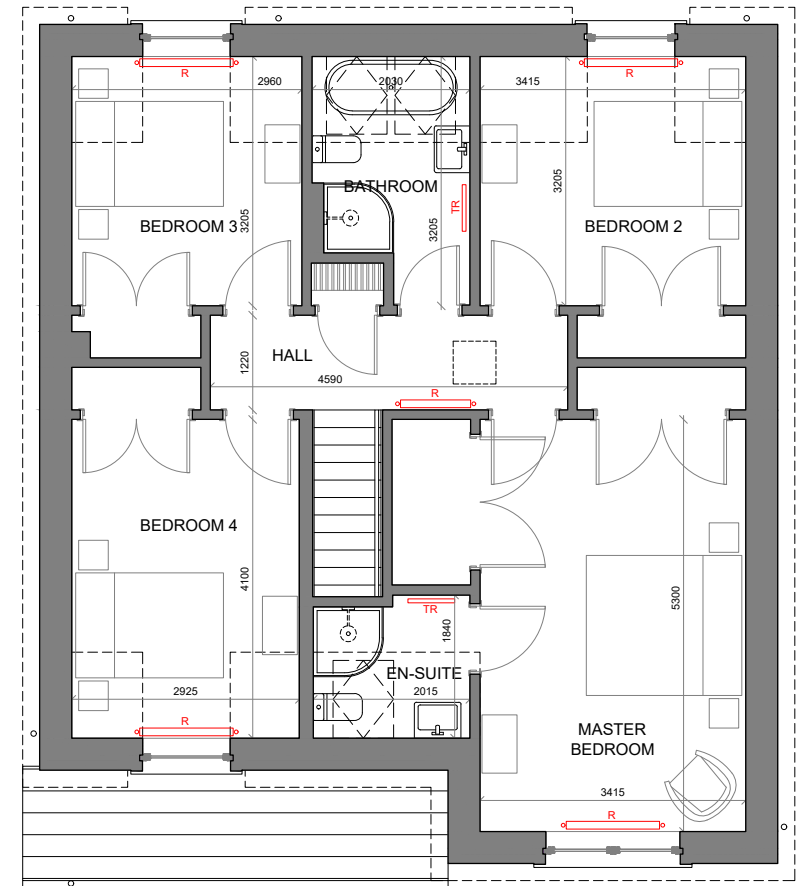 R
R
2960
2030
3415
BATHROOM
3205
TR
3205
3205
BEDROOM 3
BEDROOM 2
1220
HALL
4590
R
BEDROOM 4
4100
5300
TR
1840
EN-SUITE
2925
2015
R
MASTER
BEDROOM
3415
R